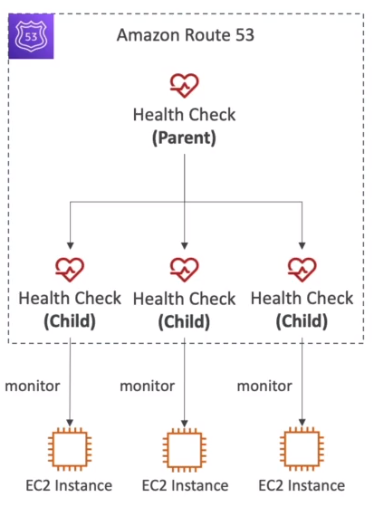 53
Amazon Route 53
Health Check
(Parent)
Health Check Health Check Health Check
(Child) (Child) (Child)
monitor monitor monitor
EC2 Instance EC2 Instance EC2 Instance